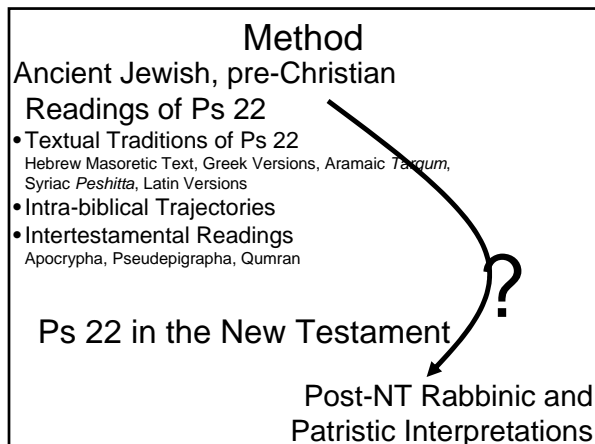 Method
Ancient Jewish, pre-Christian
Readings of Ps 22
• Textual Traditions of Ps 22
Hebrew Masoretic Text, Greek Versions, Aramaic Targum,
Syriac Peshitta, Latin Versions
• Intra-biblical Trajectories
• Intertestamental Readings
Apocrypha, Pseudepigrapha, Qumran
?
Ps 22 in the New Testament
Post-NT Rabbinic and
Patristic Interpretations